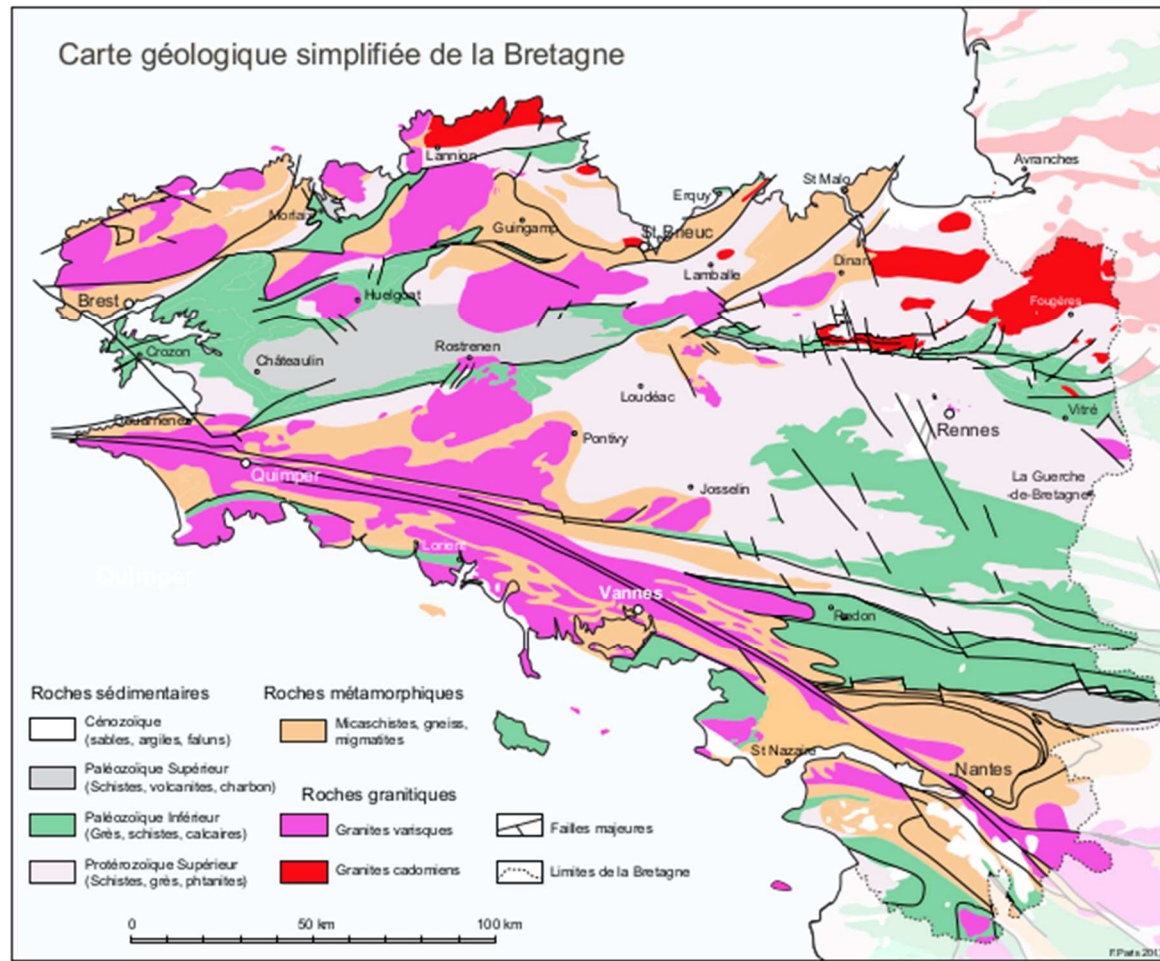 Carte géologique simplifiée de la Bretagne
Avranches
Lannion
St Malo
Erquy
Morlaix
Guingamp
St Brieuc
Lamballe
Dinan
Brest
Huelgoat
Fougères
Crozon
Châteaulin
Rostrenen
Loudéac
Vitré
Rennes
Douarnenez
Pontivy
Quimper
La Guerche
-de-Bretagne
Josselin
Lorient
Quimper
Vannes
Redon
St Nazaire
Nantes
Roches sédimentaires
Cénozoïque
(sables, argiles, faluns)
Paléozoïque Supérieur
(Schistes, volcanites, charbon)
Paléozoïque Inférieur
(Grès, schistes, calcaires)
Protérozoïque Supérieur
(Schistes, grès, phtanites)
Roches métamorphiques
Micaschistes, gneiss,
migmatites
Roches granitiques
Granites varisques
Granites cadomiens
Failles majeures
Limites de la Bretagne
0 50 km 100 km